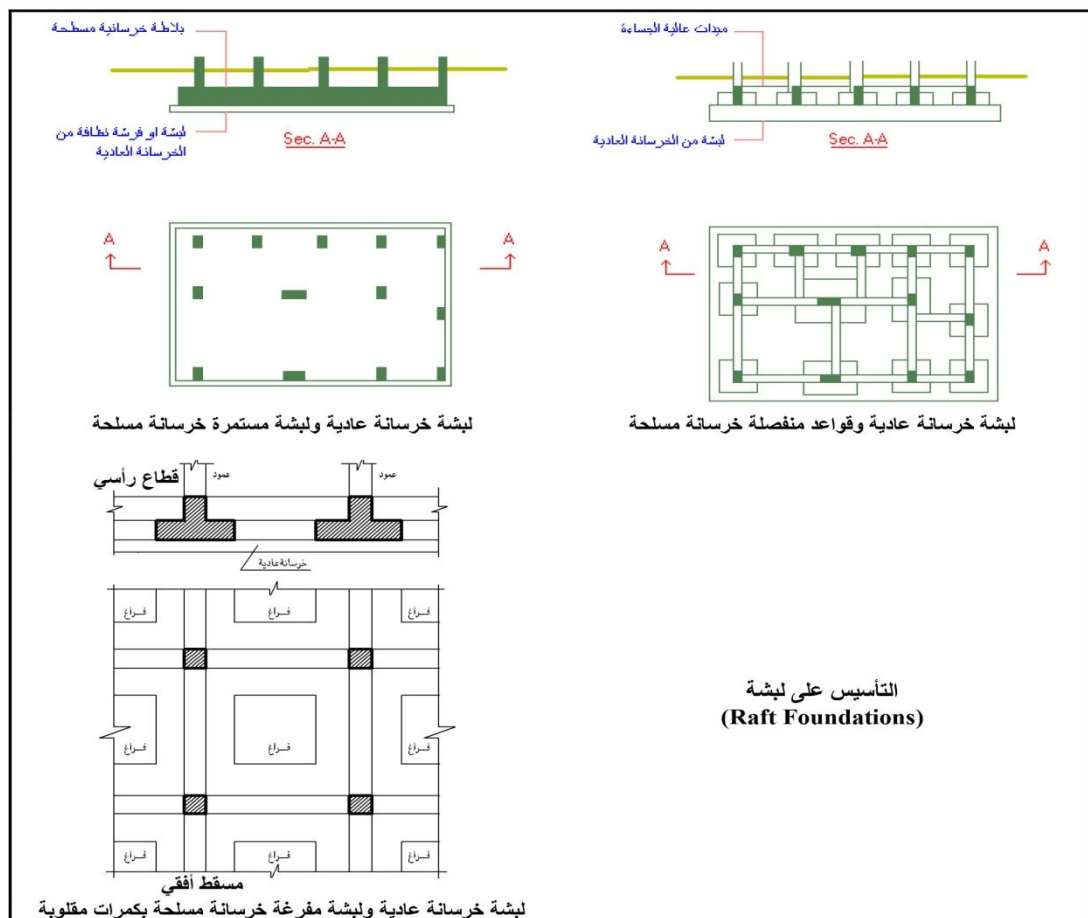 بلاطة خرسانية مسطحة
لبشة او فرشة نظافة من
الخرسانة العادية
Sec. A-A
ميدات عالية الجساءة
لبشة من الخرسانة العادية
Sec. A-A
A
A
A
A
لبشة خرسانة عادية ولبشة مستمرة خرسانة مسلحة
لبشة خرسانة عادية وقواعد منفصلة خرسانة مسلحة
قطاع رأسي
عمود
عمود
خرسانة عادية
فراغ
فراغ
فراغ
فراغ
فراغ
فراغ
فراغ
فراغ
فراغ
مسقط أفقي
لبشة خرسانة عادية ولبشة مفرغة خرسانة مسلحة بكمرات مقلوبة
التأسيس على لبشة
(Raft Foundations)